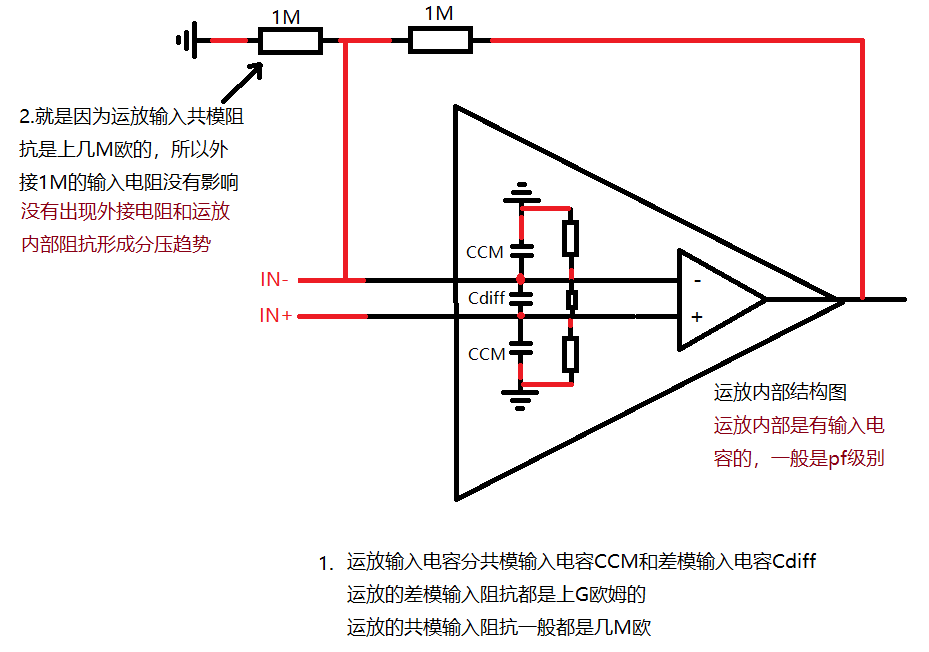 1M
1M
2.就是因为运放输入共模阻
抗是上几M欧的，所以外
接1M的输入电阻没有影响
没有出现外接电阻和运放
内部阻抗形成分压趋势
CCM
IN-
-
Cdiff
IN+
+
CCM
运放内部结构图
运放内部是有输入电
容的，一般是pf级别
1. 运放输入电容分共模输入电容CCM和差模输入电容Cdiff
运放的差模输入阻抗都是上G欧姆的
运放的共模输入阻抗一般都是几M欧